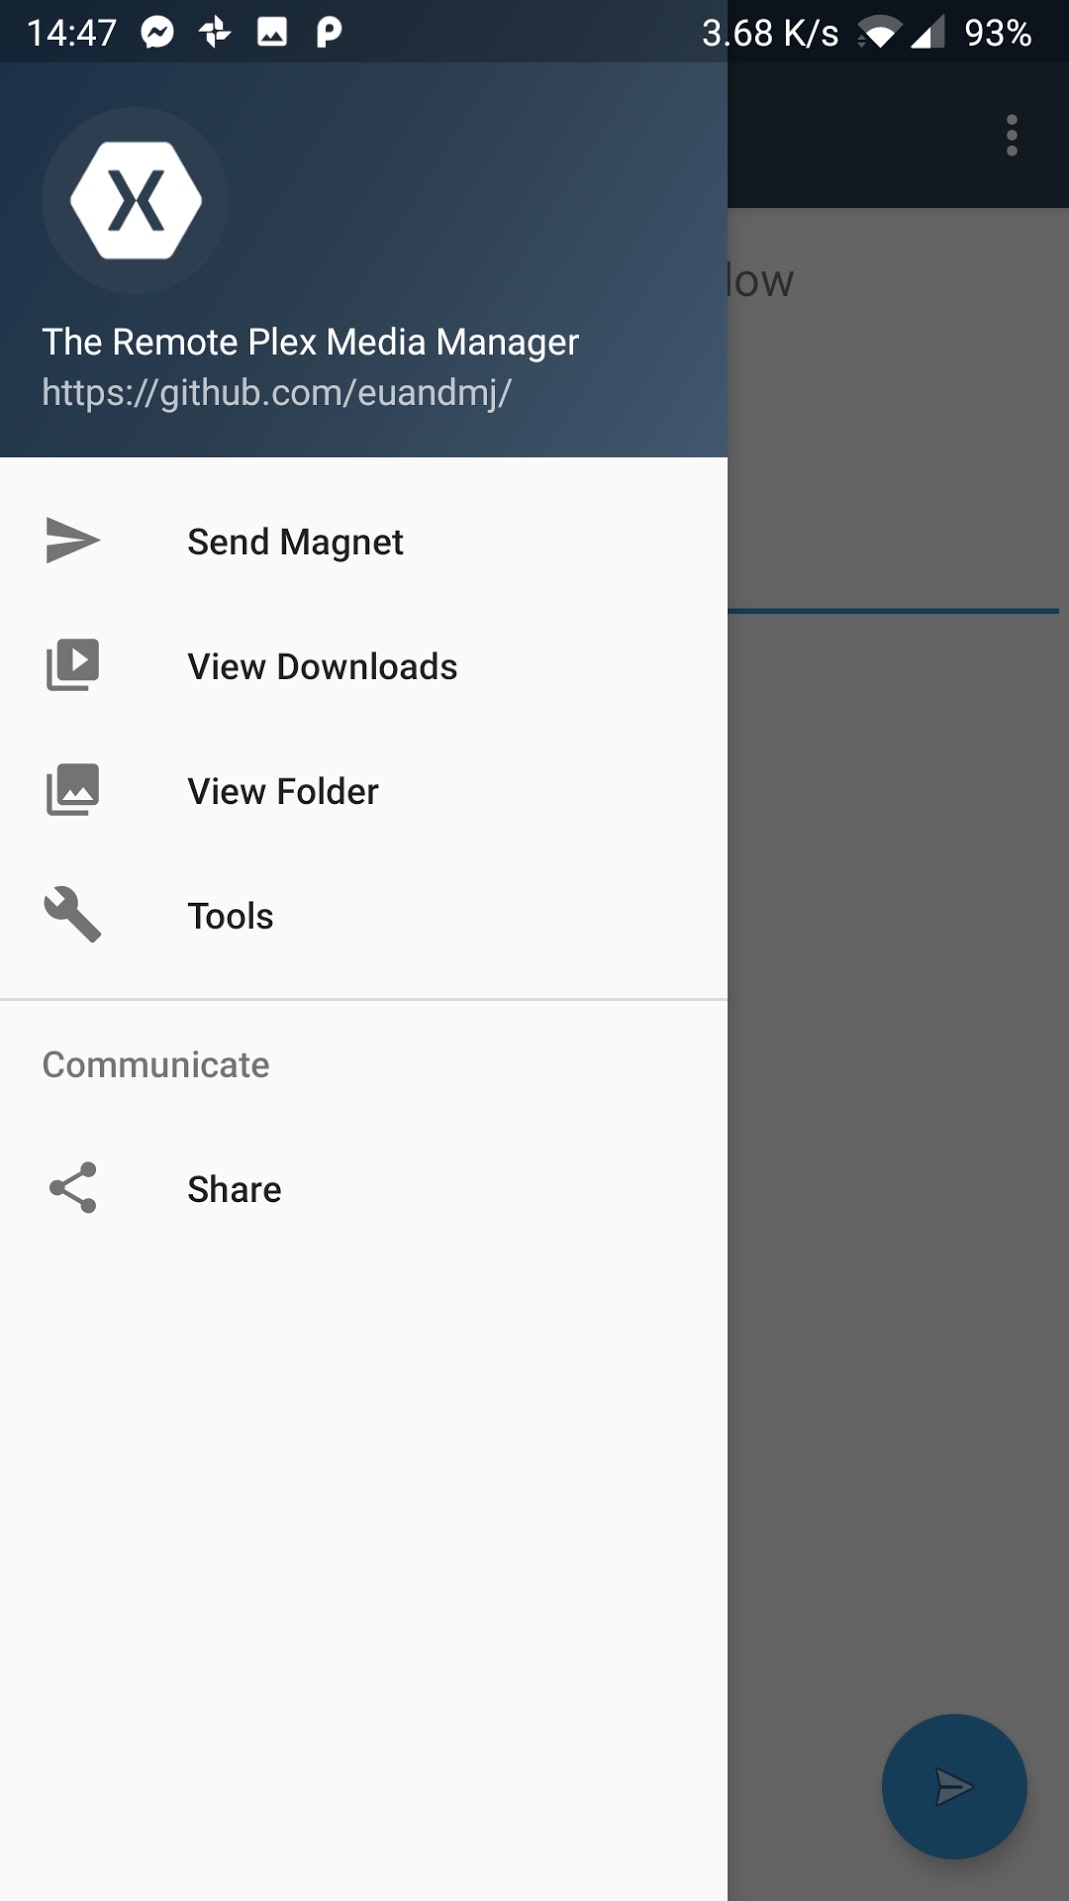 14:47 3.68 K/s 93%
low
The Remote Plex Media Manager
https://github.com/euandmj/
Send Magnet
View Downloads
View Folder
Tools
Communicate
Share